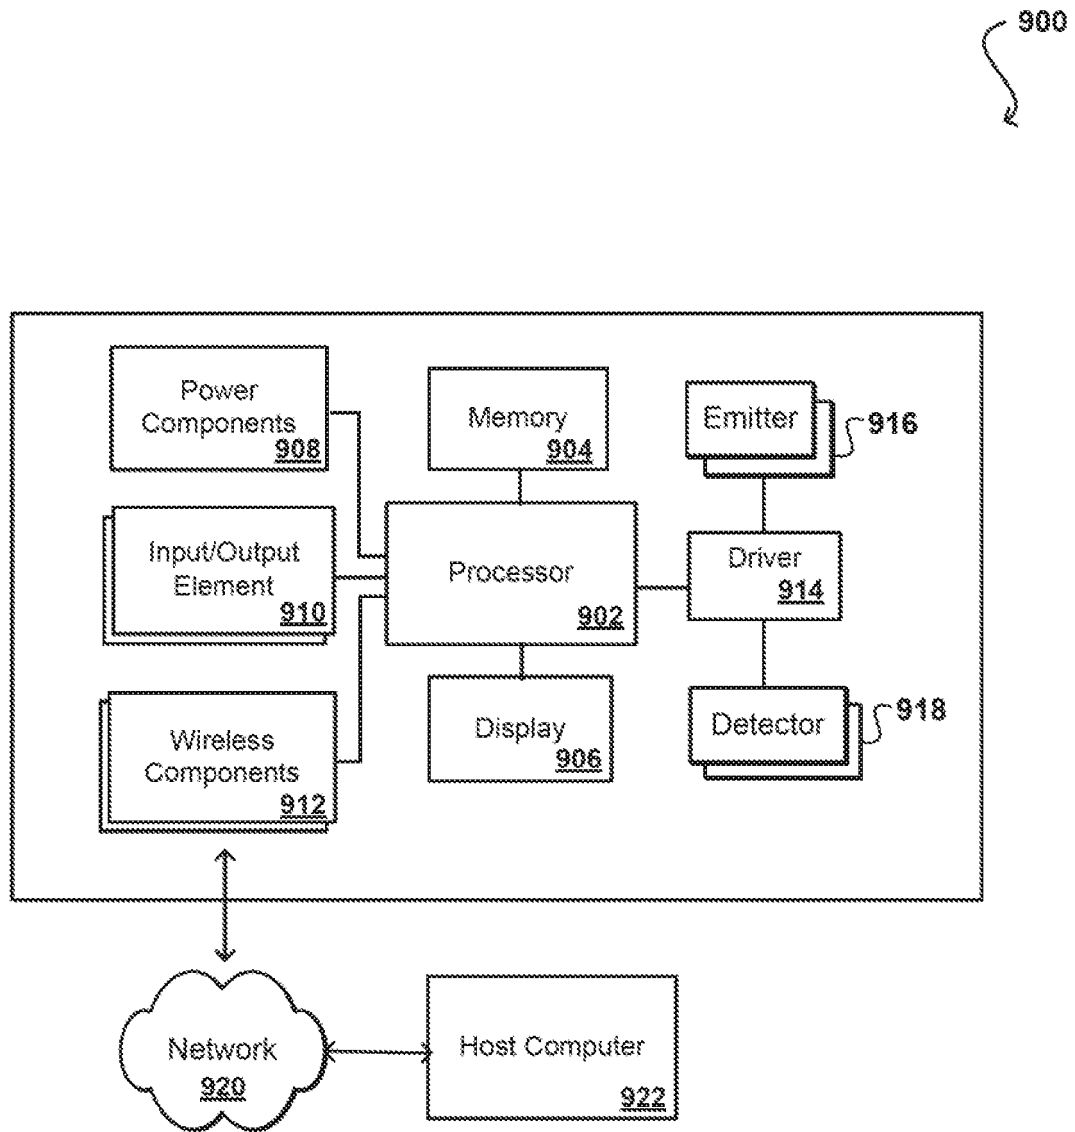 900
Power
Components
908
Memory
904
Emitter
916
Input/Output
Element
910
Processor
902
Driver
914
Wireless
Components
912
Display
906
Detector
918
Network
920
Host Computer
922